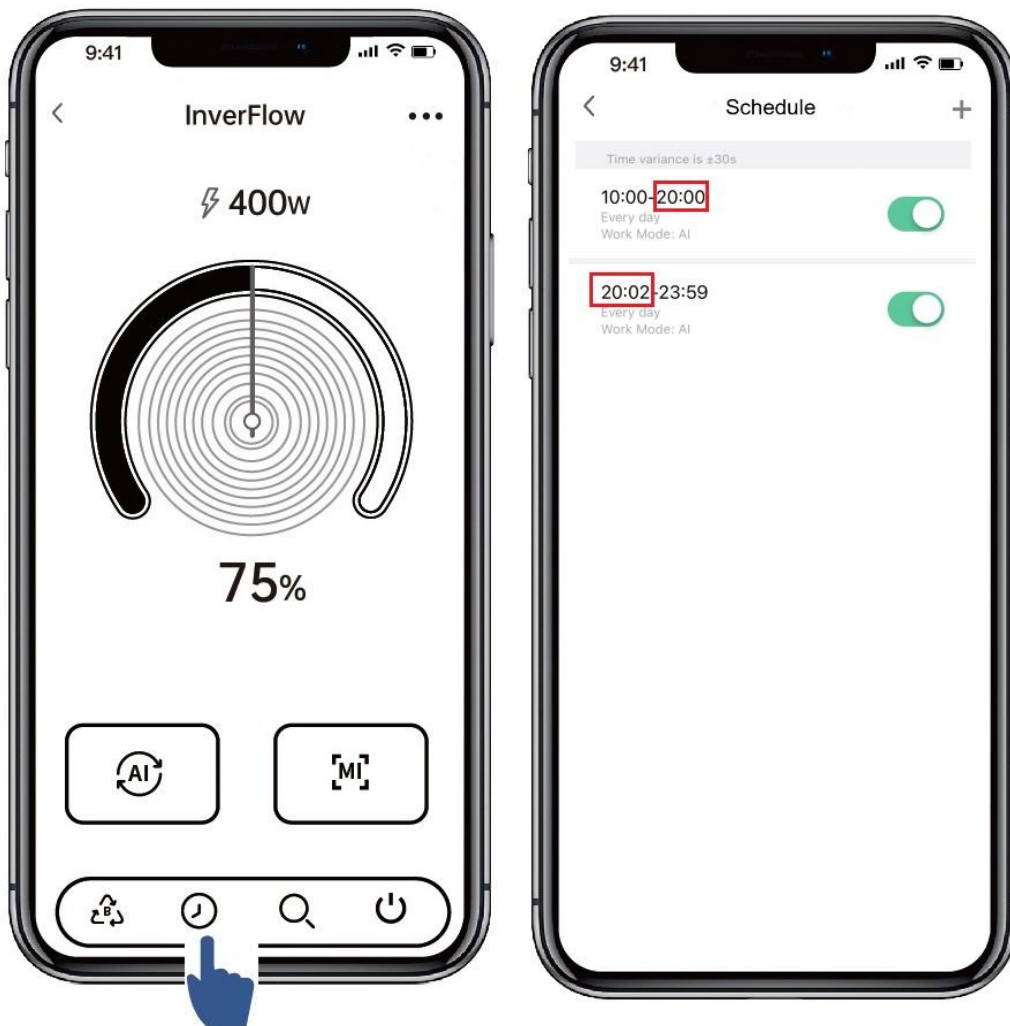 9:41
InverFlow
400W
75%
AI
MI
B
9:41
Schedule
Time variance is ±30s
10:00-20:00
Every day
Work Mode: AI
20:02-23:59
Every day
Work Mode: AI